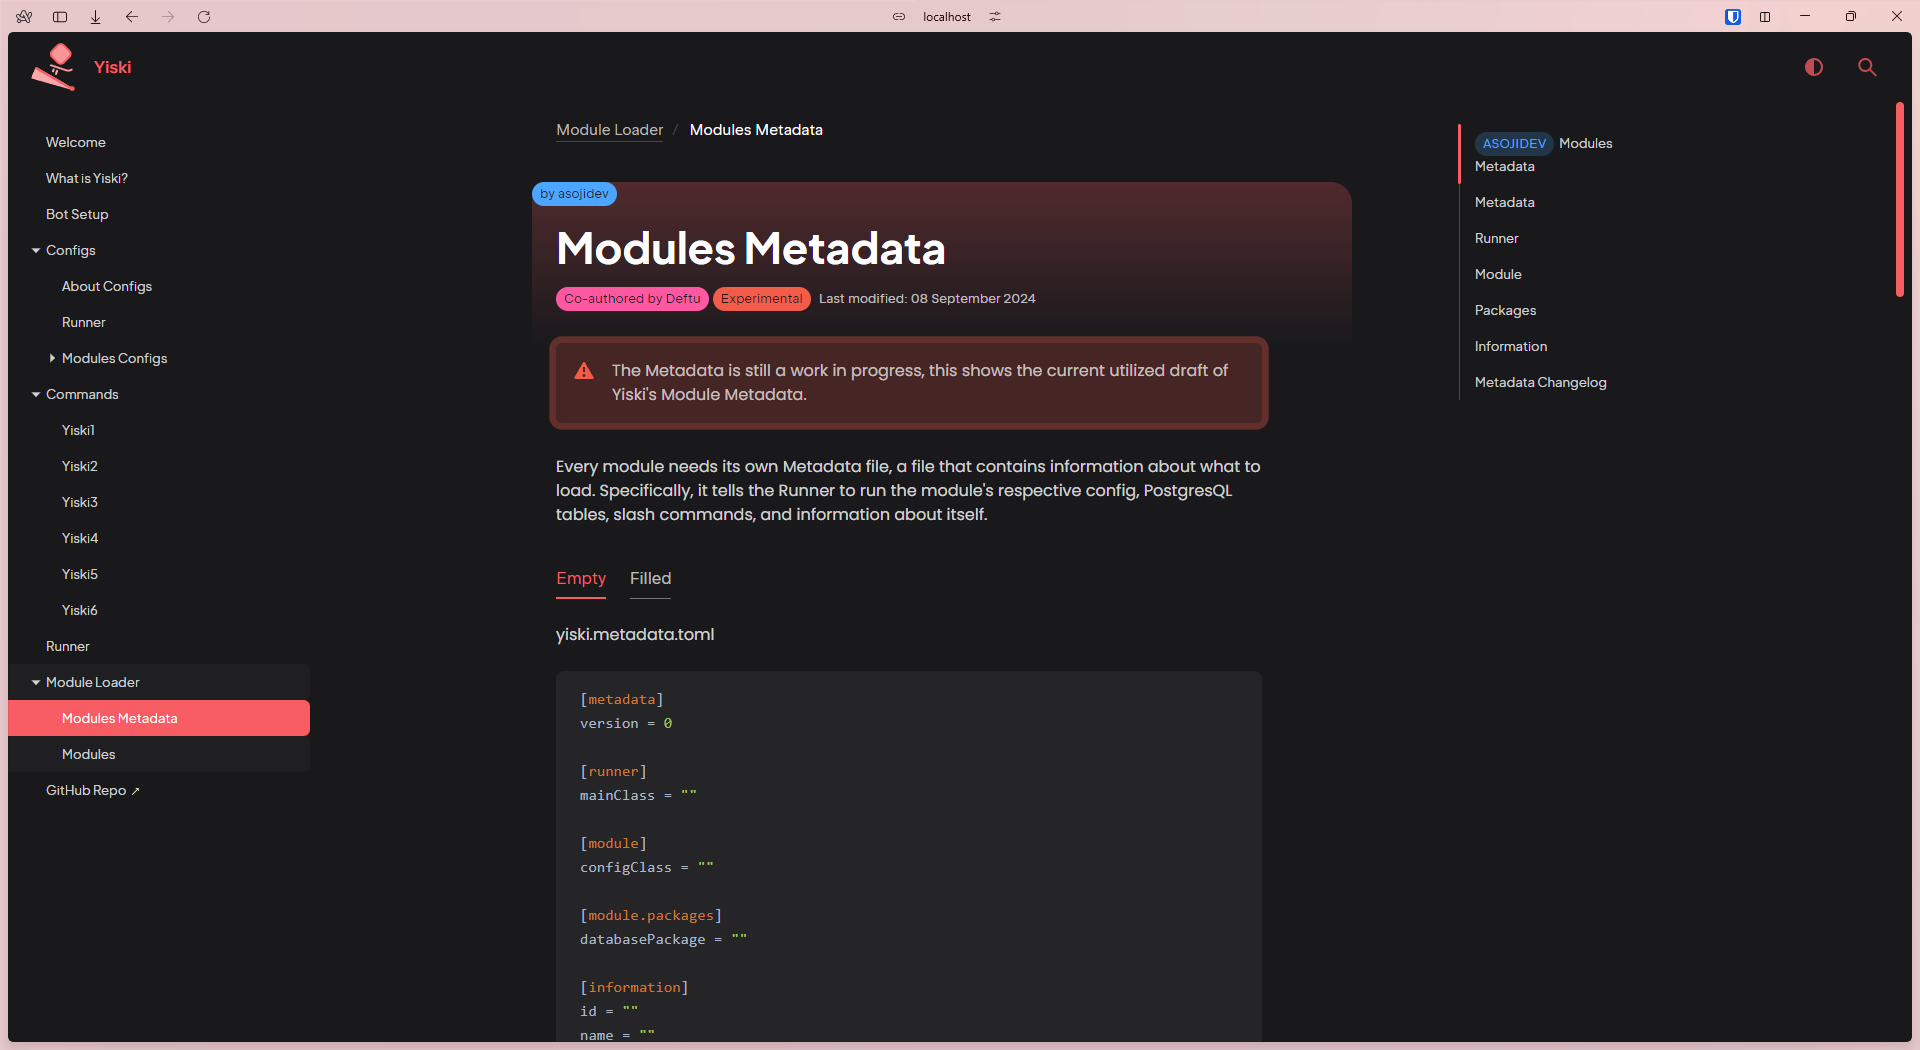 localhost
Yiski
Welcome
What is Yiski?
Bot Setup
Configs
About Configs
Runner
Modules Configs
Commands
Yiski1
Yiski2
Yiski3
Yiski4
Yiski5
Yiski6
Runner
Module Loader
Modules Metadata
Modules
GitHub Repo ↗
Module Loader / Modules Metadata
by asojidev
Modules Metadata
Co-authored by Deftu Experimental Last modified: 08 September 2024
The Metadata is still a work in progress, this shows the current utilized draft of
Yiski's Module Metadata.
Every module needs its own Metadata file, a file that contains information about what to
load. Specifically, it tells the Runner to run the module's respective config, PostgresQL
tables, slash commands, and information about itself.
Empty Filled
yiski.metadata.toml
[metadata]
version = 0
[runner]
mainClass = ""
[module]
configClass = ""
[module.packages]
databasePackage = ""
[information]
id = ""
name = ""
ASOJIDEV Modules
Metadata
Metadata
Runner
Module
Packages
Information
Metadata Changelog